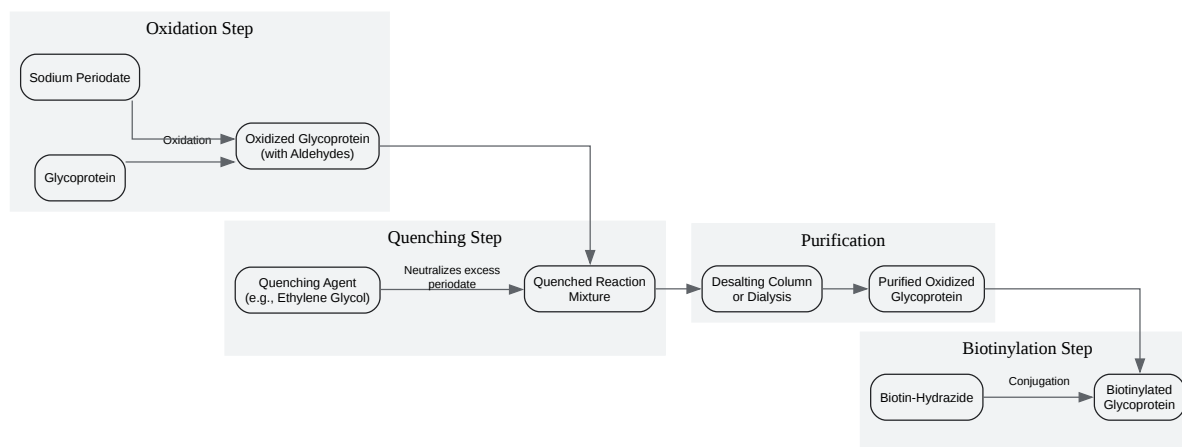 Oxidation Step
Sodium Periodate
Oxidation
Oxidized Glycoprotein
(with Aldehydes)
Glycoprotein
Quenching Step
Quenching Agent
(e.g., Ethylene Glycol)
Neutralizes excess
periodate
Quenched Reaction
Mixture
Purification
Desalting Column
or Dialysis
Purified Oxidized
Glycoprotein
Biotinylation Step
Biotin-Hydrazide
Conjugation
Biotinylated
Glycoprotein